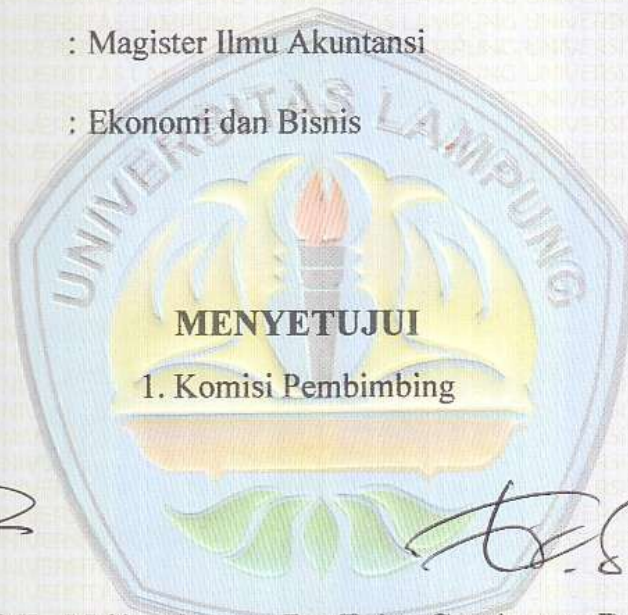 : Magister Ilmu Akuntansi
: Ekonomi dan Bisnis
UNIVERSITAS LAMPUNG
MENYETUJUI
1. Komisi Pembimbing